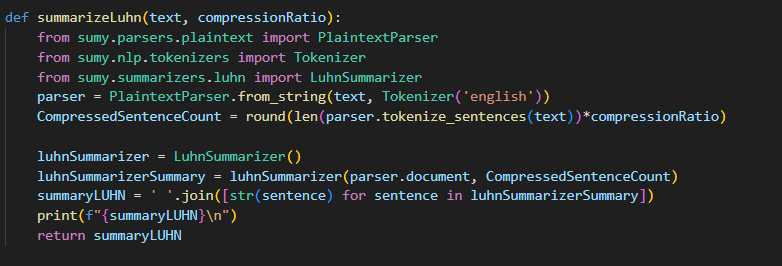 def summarizeLuhn(text, compressionRatio):
    from sumy.parsers.plaintext import PlaintextParser
    from sumy.nlp.tokenizers import Tokenizer
    from sumy.summarizers.luhn import LuhnSummarizer
    parser = PlaintextParser.from_string(text, Tokenizer('english'))
    CompressedSentenceCount = round(len(parser.tokenize_sentences(text))*compressionRatio)

    luhnSummarizer = LuhnSummarizer()
    luhnSummarizerSummary = luhnSummarizer(parser.document, CompressedSentenceCount)
    summaryLUHN = ' '.join([str(sentence) for sentence in luhnSummarizerSummary])
    print(f"{summaryLUHN}\n")
    return summaryLUHN